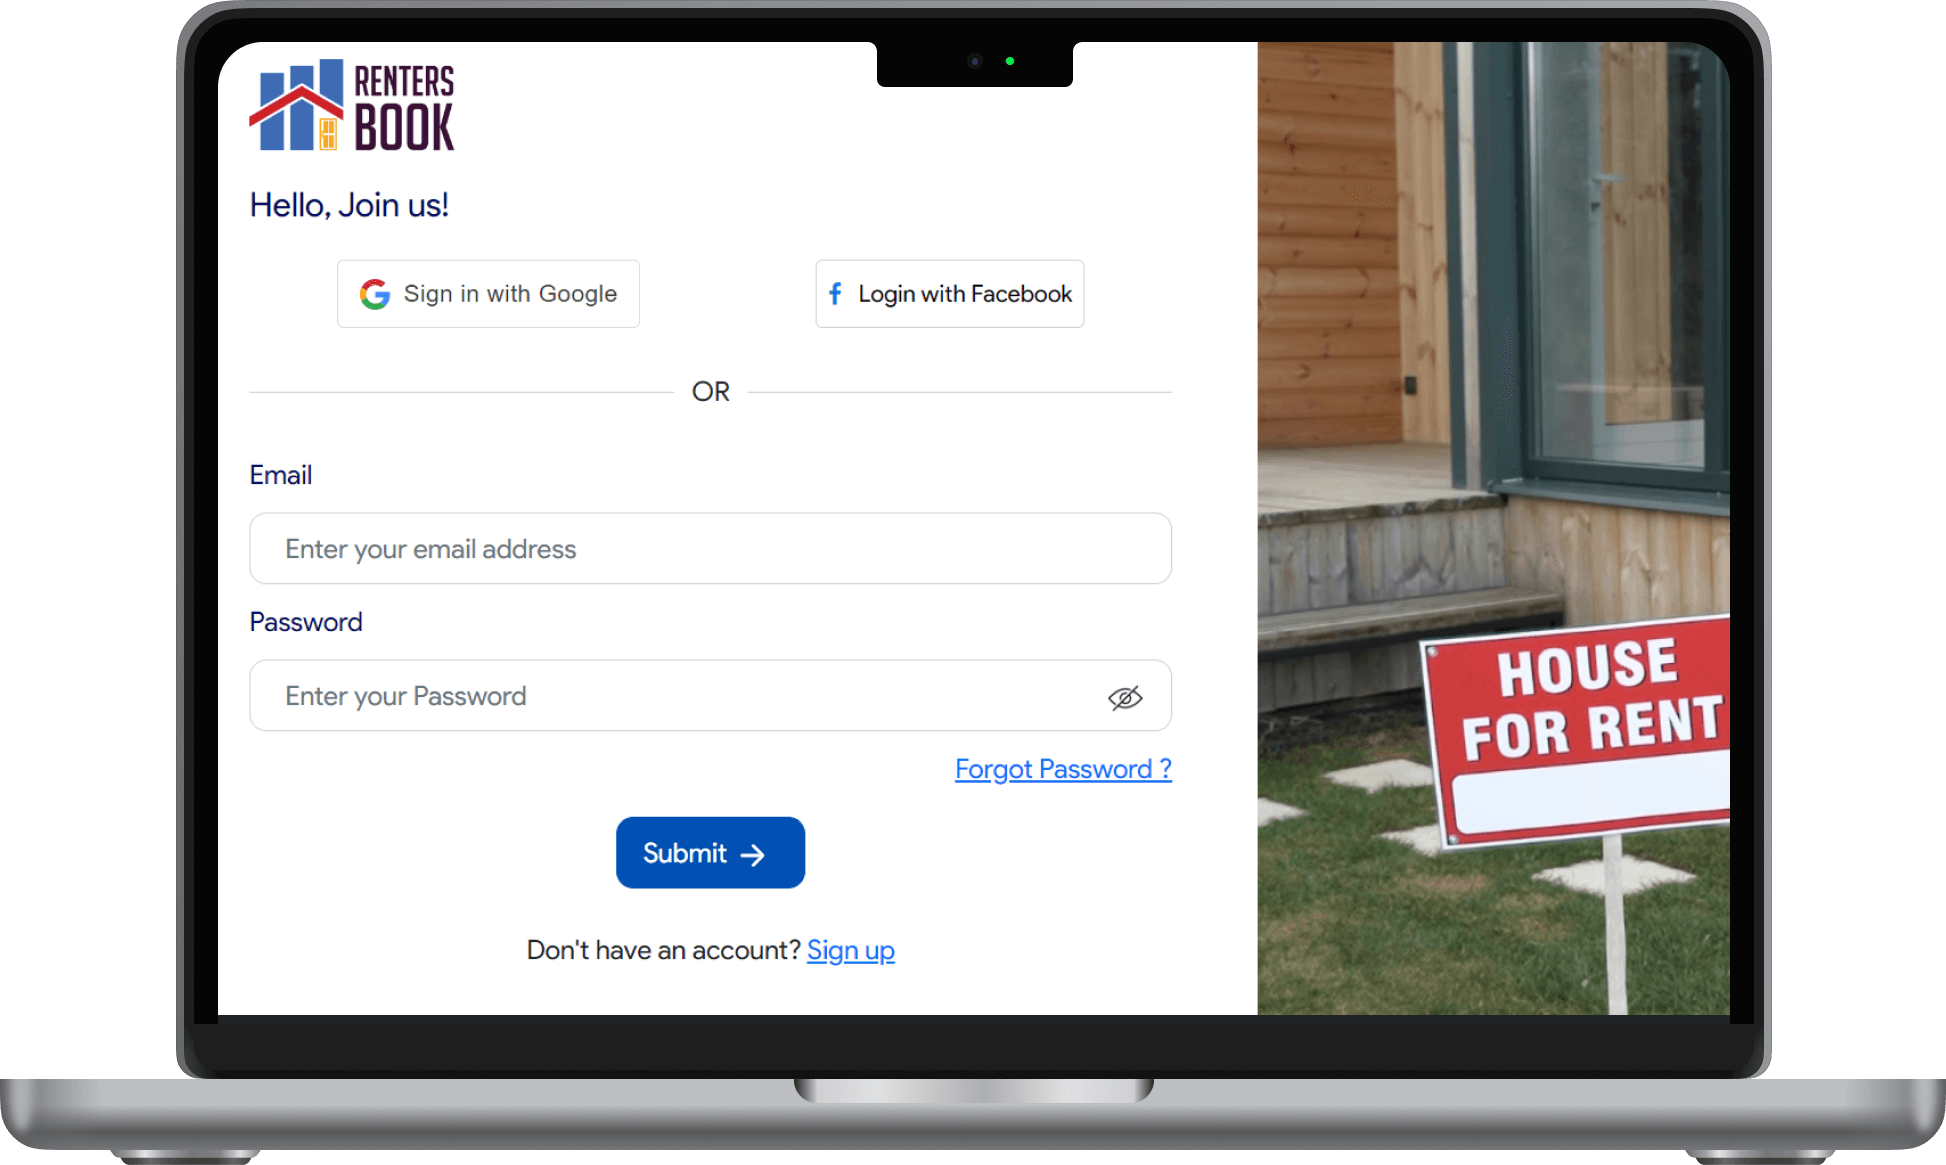 RENTERS
BOOK
Hello, Join us!
Sign in with Google
Login with Facebook
OR
Email
Enter your email address
Password
Enter your Password
Forgot Password ?
Submit
Don't have an account? Sign up
HOUSE
FOR RENT